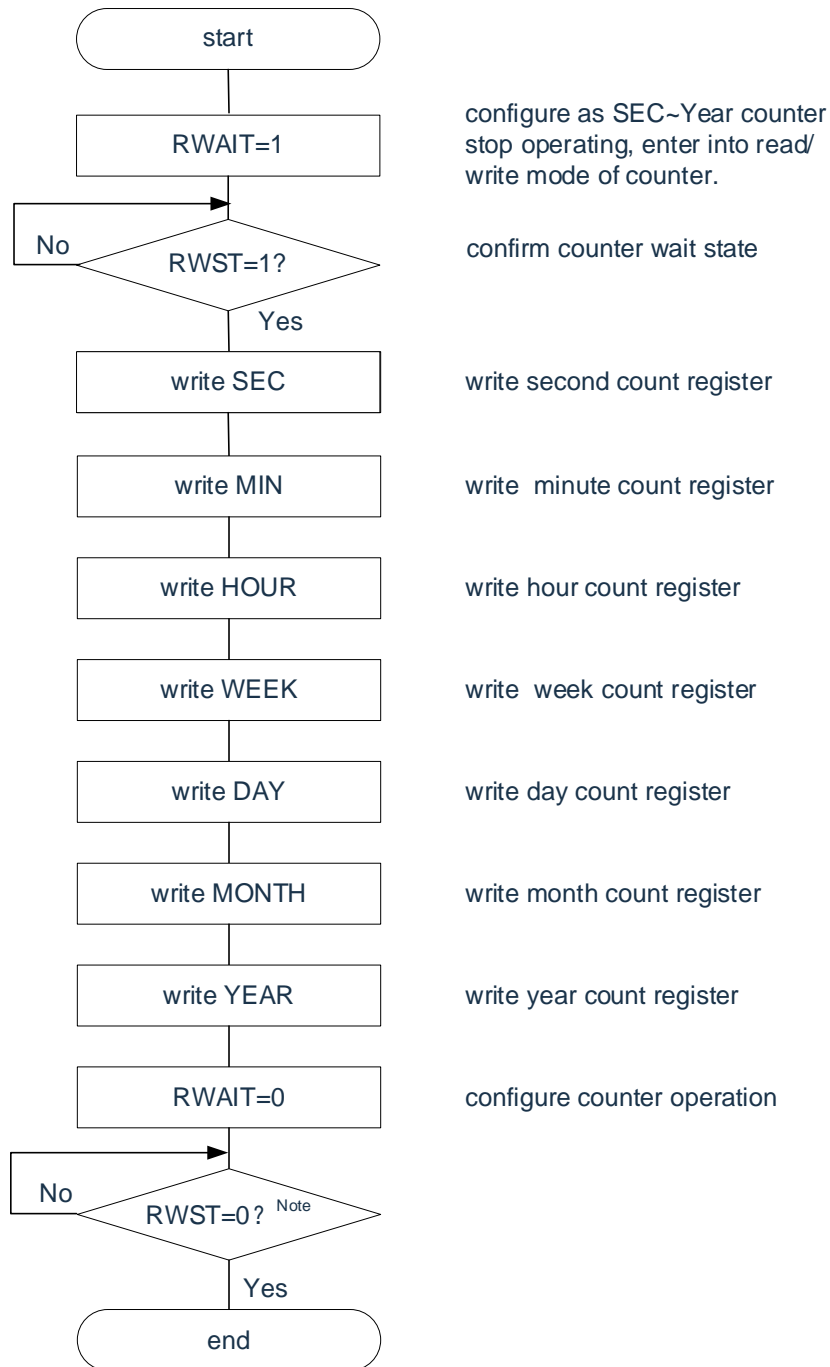 start
RWAIT=1
configure as SEC~Year counter
stop operating, enter into read/
write mode of counter.
No
RWST=1?
confirm counter wait state
Yes
write SEC
write second count register
write MIN
write  minute count register
write HOUR
write hour count register
write WEEK
write  week count register
write DAY
write day count register
write MONTH
write month count register
write YEAR
write year count register
RWAIT=0
configure counter operation
No
RWST=0? Note
Yes
end